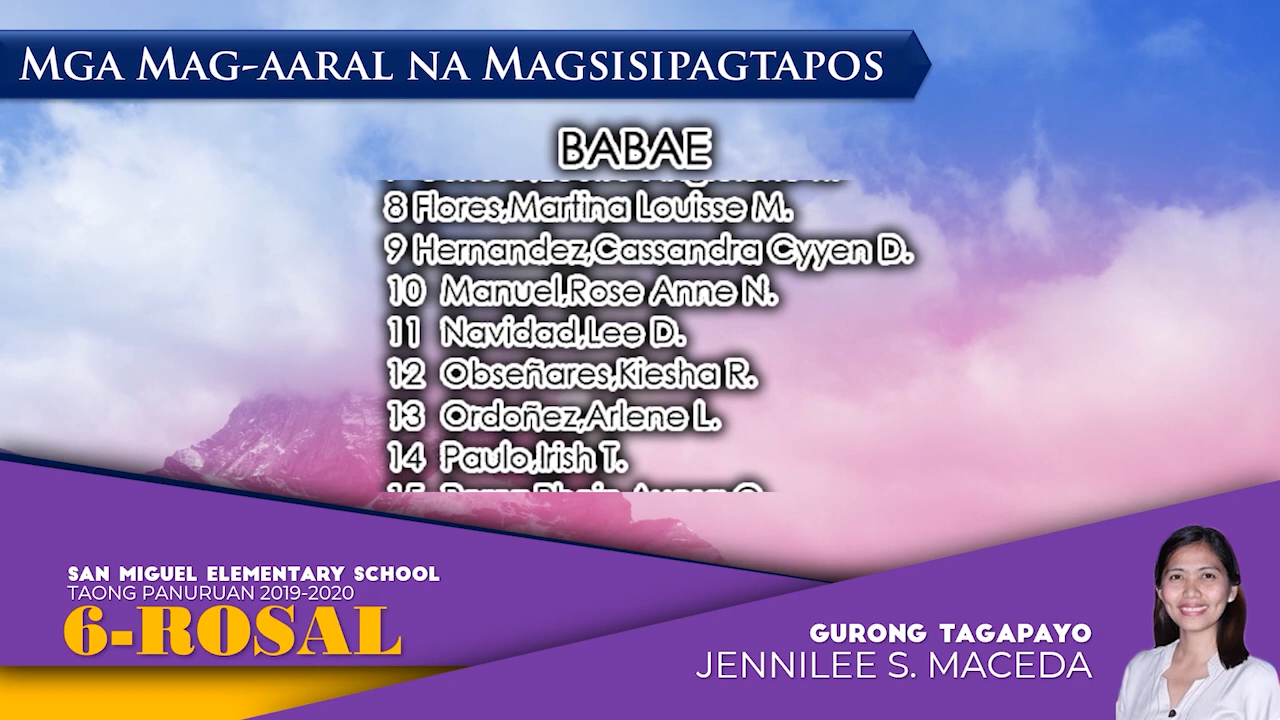 MGA MAG-AARAL NA MAGSISIPAGTAPOS
BABAE
8 Flores,Martina Louisse M.
9 Hernandez,Cassandra Cyyen D.
10 Manuel,Rose Anne N.
11 Navidad,Lee D.
12 Obseñares,Kiesha R.
13 Ordoñez,Arlene L.
14 Paulo,Irish T.
SAN MIGUEL ELEMENTARY SCHOOL
TAONG PANURUAN 2019-2020
6-ROSAL
GURONG TAGAPAYO
JENNILEE S. MACEDA